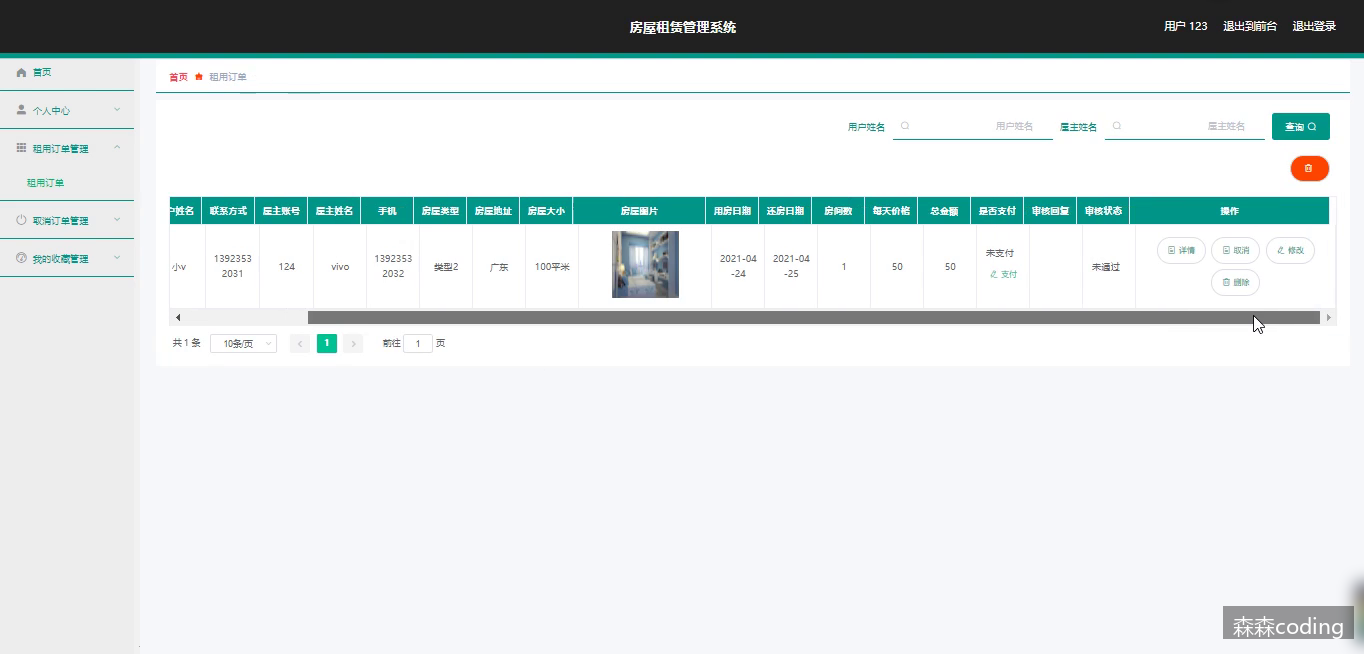 房屋租赁管理系统
用户 123 退出到前台 退出登录
首页
个人中心
租用订单管理
租用订单
取消订单管理
我的收藏管理
首页 租用订单
用户姓名 用户姓名 屋主姓名 屋主姓名 查询
户姓名 联系方式 屋主账号 屋主姓名 手机 房屋类型 房屋地址 房屋大小 房屋图片 用房日期 还房日期 房间数 每天价格 总金额 是否支付 审核回复 审核状态 操作
小v 1392353 124 vivo 1392353 类型2 广东 100平米 2021-04 2021-04 1 50 50 未支付 未通过 详情 取消 修改
2031 2032 -24 -25 支付 删除
共 1 条 10条/页 1 前往 1 页
森森coding